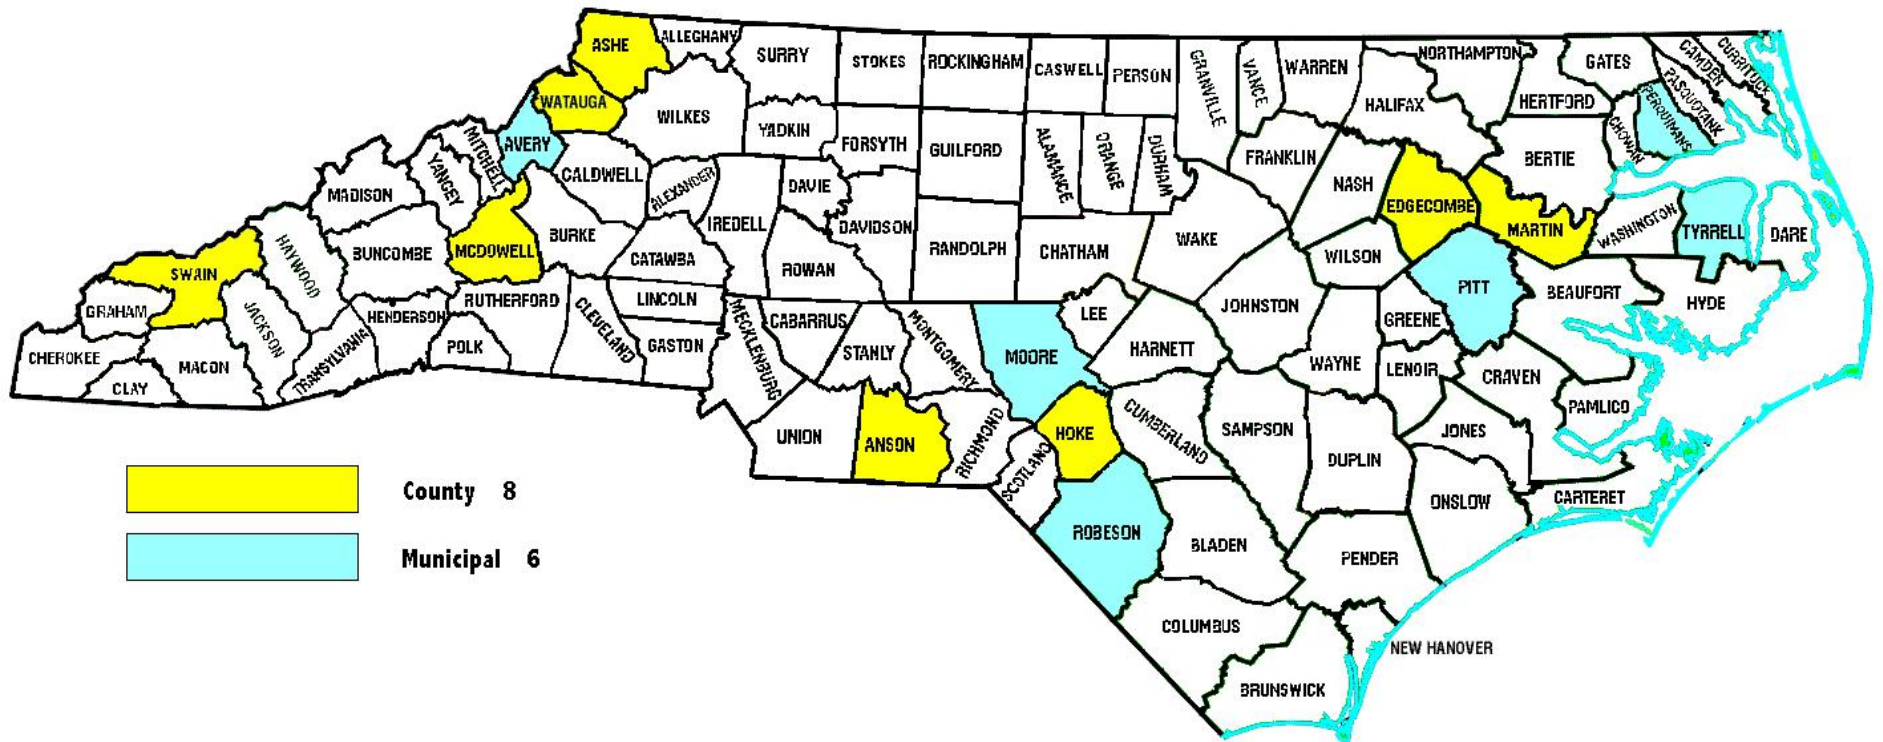 ASHE
ALLEGHANY
SURRY
STOKES
ROCKINGHAM
CASWELL
PERSON
GRANVILLE
VANCE
WARREN
NORTHAMPTON
GATES
CAMDEN
CURRITUCK
PASQUOTANK
PERQUIMANS
CHOWAN
HERTFORD
HALIFAX
WATAUGA
WILKES
YADKIN
FORSYTH
GUILFORD
ALAMANCE
ORANGE
DURHAM
FRANKLIN
BERTIE
AVERY
MITCHELL
YANCEY
MADISON
CALDWELL
ALEXANDER
DAVIE
IREDELL
DAVIDSON
RANDOLPH
CHATHAM
WAKE
NASH
EDGECOMBE
MARTIN
WASHINGTON
TYRRELL
DARE
SWAIN
HAYWOOD
BUNCOMBE
MCDOWELL
BURKE
CATAWBA
ROWAN
WILSON
PITT
BEAUFORT
HYDE
GRAHAM
JACKSON
HENDERSON
RUTHERFORD
CLEVELAND
LINCOLN
MECKLENBURG
CABARRUS
MONTGOMERY
LEE
JOHNSTON
GREENE
CHEROKEE
MACON
TRANSYLVANIA
POLK
GASTON
STANLY
MOORE
HARNETT
WAYNE
LENOIR
CRAVEN
PAMLICO
CLAY
UNION
ANSON
RICHMOND
SCOTLAND
HOKE
CUMBERLAND
SAMPSON
DUPLIN
JONES
ONSLOW
CARTERET
County 8
Municipal 6
ROBESON
BLADEN
PENDER
COLUMBUS
NEW HANOVER
BRUNSWICK